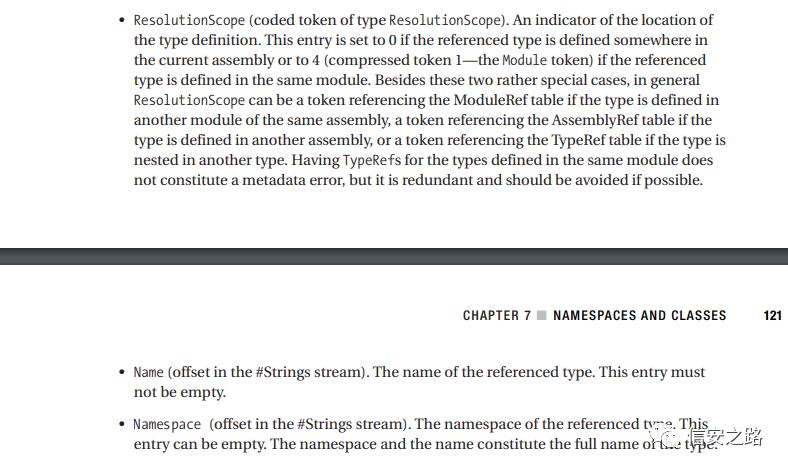 • ResolutionScope (coded token of type ResolutionScope). An indicator of the location of
the type definition. This entry is set to 0 if the referenced type is defined somewhere in
the current assembly or to 4 (compressed token 1—the Module token) if the referenced
type is defined in the same module. Besides these two rather special cases, in general
ResolutionScope can be a token referencing the ModuleRef table if the type is defined in
another module of the same assembly, a token referencing the AssemblyRef table if the
type is defined in another assembly, or a token referencing the TypeRef table if the type is
nested in another type. Having TypeRefs for the types defined in the same module does
not constitute a metadata error, but it is redundant and should be avoided if possible.
CHAPTER 7 ■ NAMESPACES AND CLASSES 121
• Name (offset in the #Strings stream). The name of the referenced type. This entry must
not be empty.
• Namespace (offset in the #Strings stream). The namespace of the referenced type. This
entry can be empty. The namespace and the name constitute the full name of the type.
信安之路